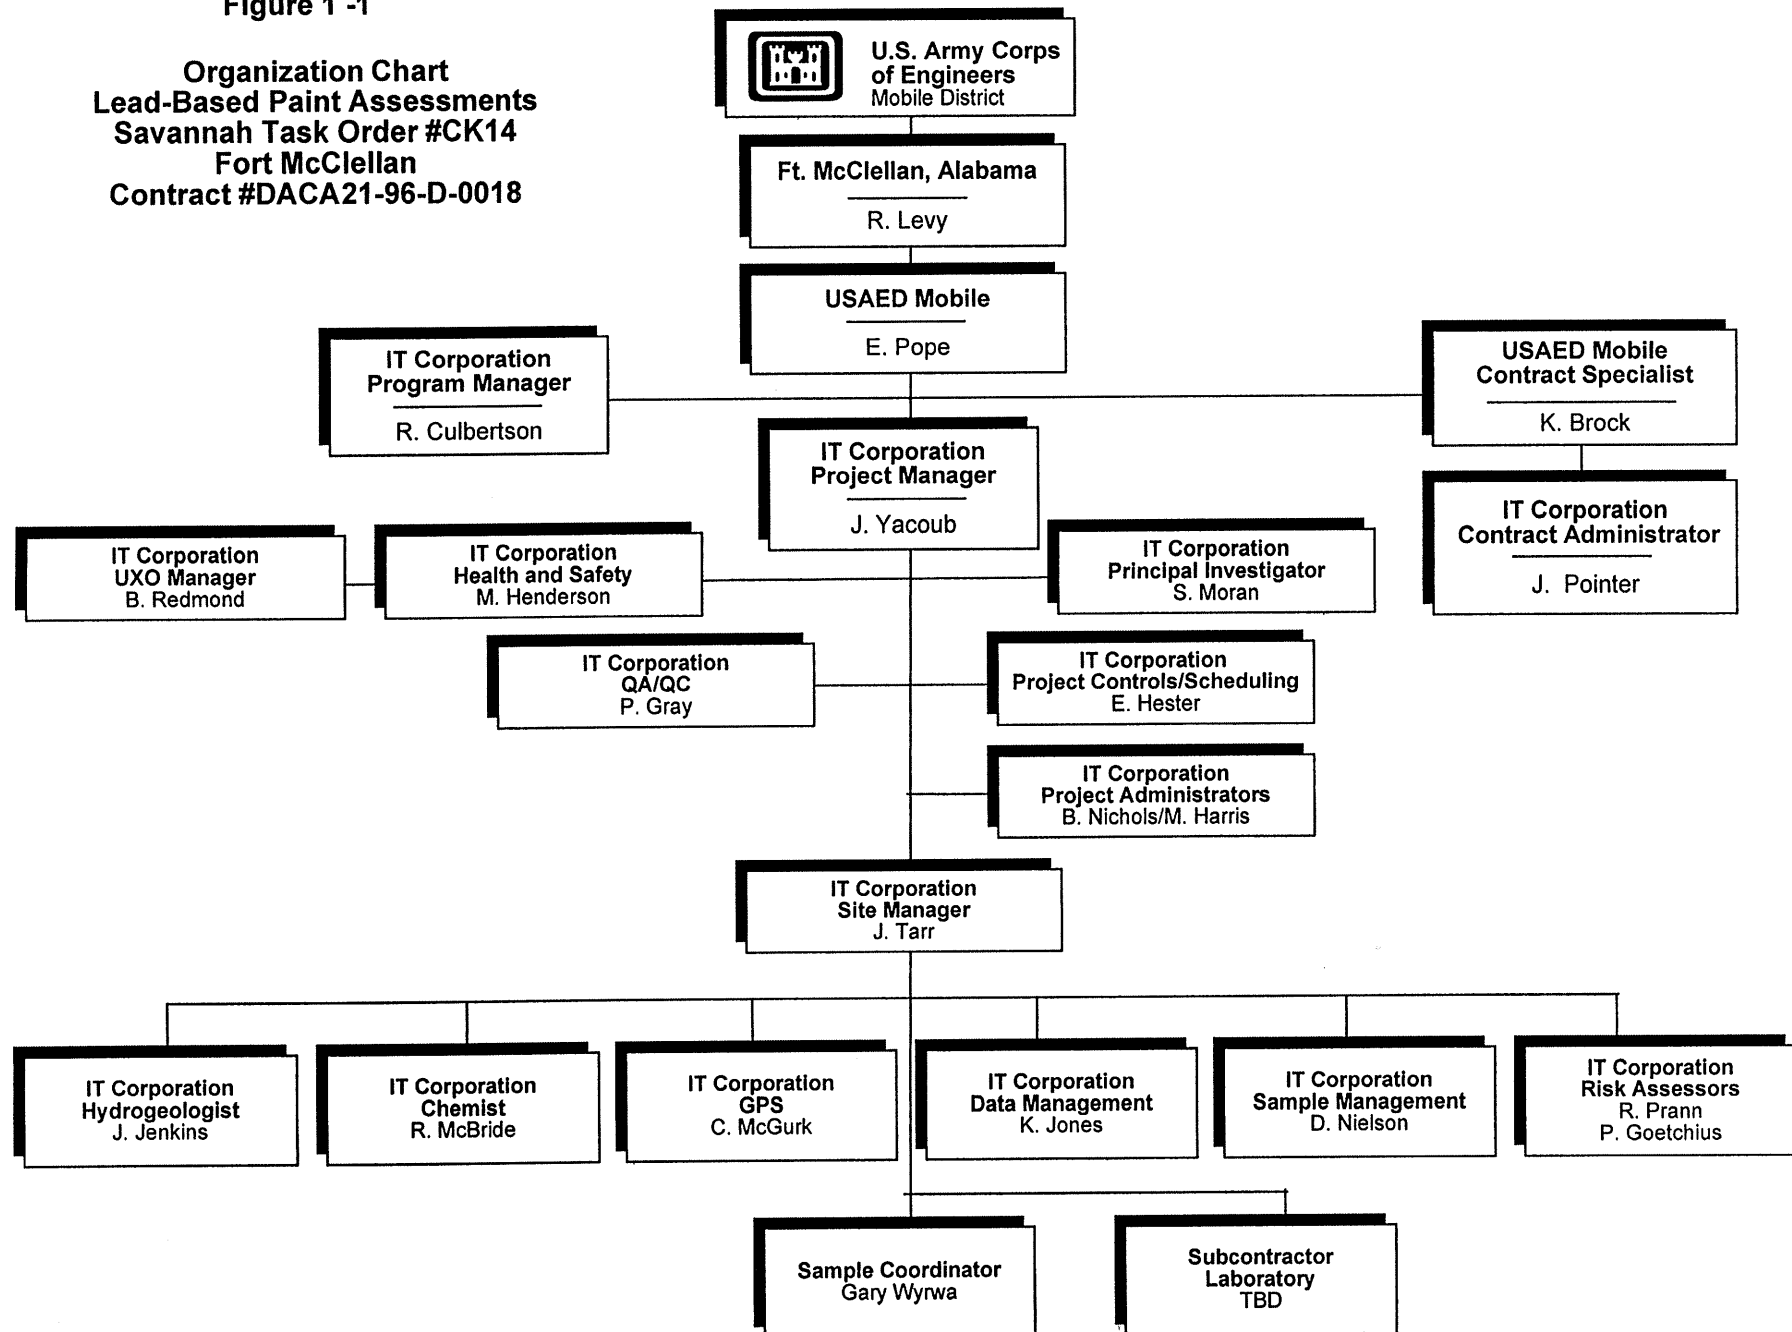 Figure 1 -1
Organization Chart
Lead-Based Paint Assessments
Savannah Task Order #CK14
Fort McClellan
Contract #DACA21-96-D-0018
U.S. Army Corps
of Engineers
Mobile District
Ft. McClellan, Alabama
R. Levy
USAED Mobile
E. Pope
IT Corporation
Program Manager
R. Culbertson
USAED Mobile
Contract Specialist
K. Brock
IT Corporation
Project Manager
J. Yacoub
IT Corporation
Contract Administrator
J. Pointer
IT Corporation
UXO Manager
B. Redmond
IT Corporation
Health and Safety
M. Henderson
IT Corporation
Principal Investigator
S. Moran
IT Corporation
QA/QC
P. Gray
IT Corporation
Project Controls/Scheduling
E. Hester
IT Corporation
Project Administrators
B. Nichols/M. Harris
IT Corporation
Site Manager
J. Tarr
IT Corporation
Hydrogeologist
J. Jenkins
IT Corporation
Chemist
R. McBride
IT Corporation
GPS
C. McGurk
IT Corporation
Data Management
K. Jones
IT Corporation
Sample Management
D. Nielson
IT Corporation
Risk Assessors
R. Prann
P. Goetchius
Sample Coordinator
Gary Wyrwa
Subcontractor
Laboratory
TBD